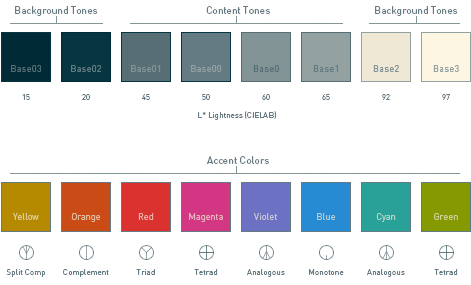 Background Tones Content Tones Background Tones
Base03 Base02 Base01 Base00 Base0 Base1 Base2 Base3
15 20 45 50 60 65 92 97
L* Lightness (CIELAB)
Accent Colors
Yellow Orange Red Magenta Violet Blue Cyan Green
Split Comp Complement Triad Tetrad Analogous Monotone Analogous Tetrad